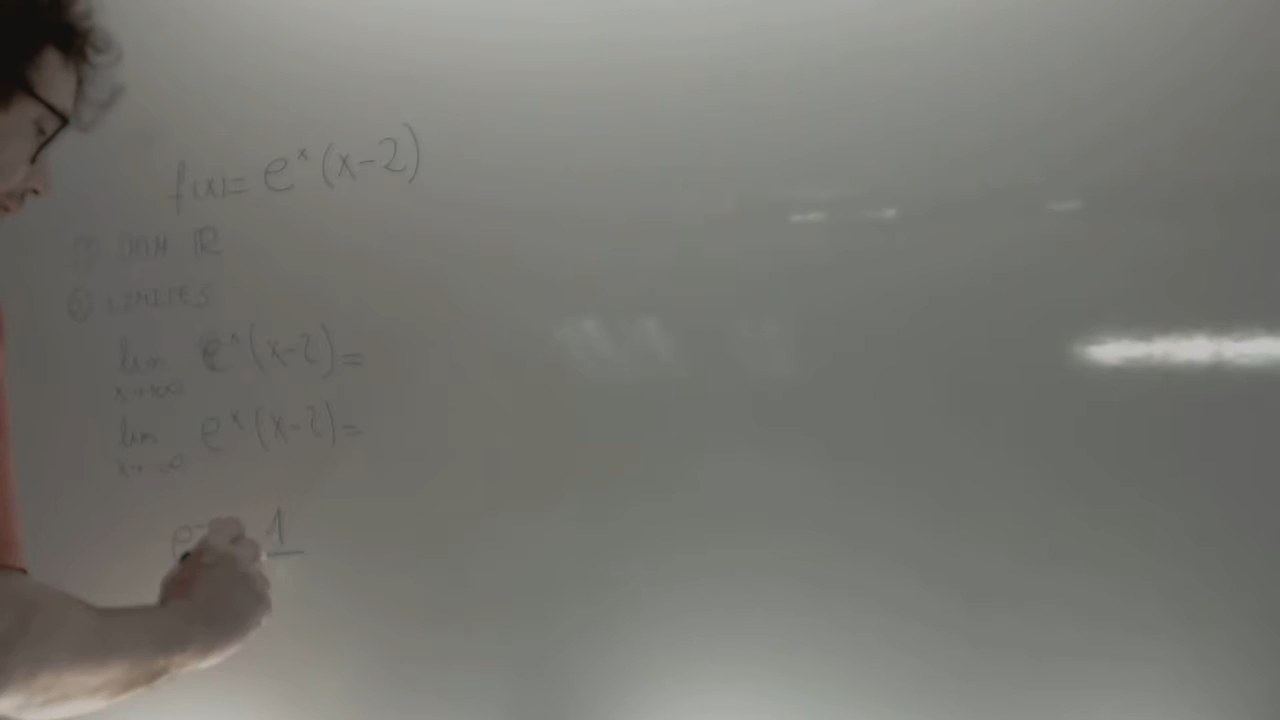 f(x)= e^x (x-2)
① DOM ℝ
② LIMITES
lim e^x (x-2)=
x→+∞
lim e^x (x-2)=
x→-∞
1